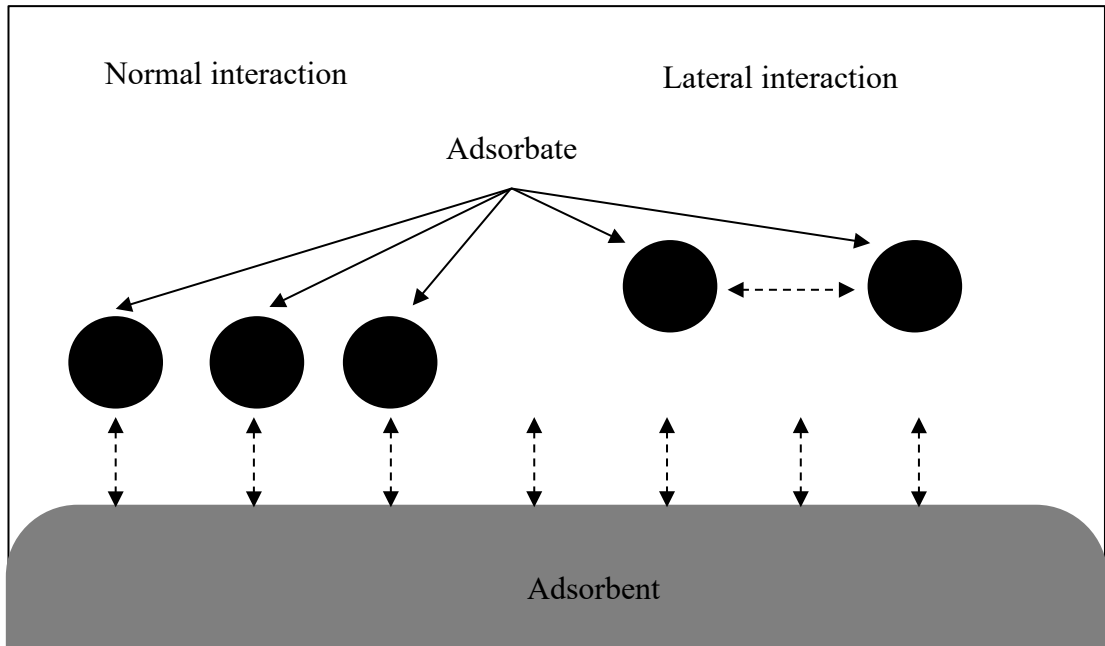 Normal interaction
Lateral interaction
Adsorbate
Adsorbent